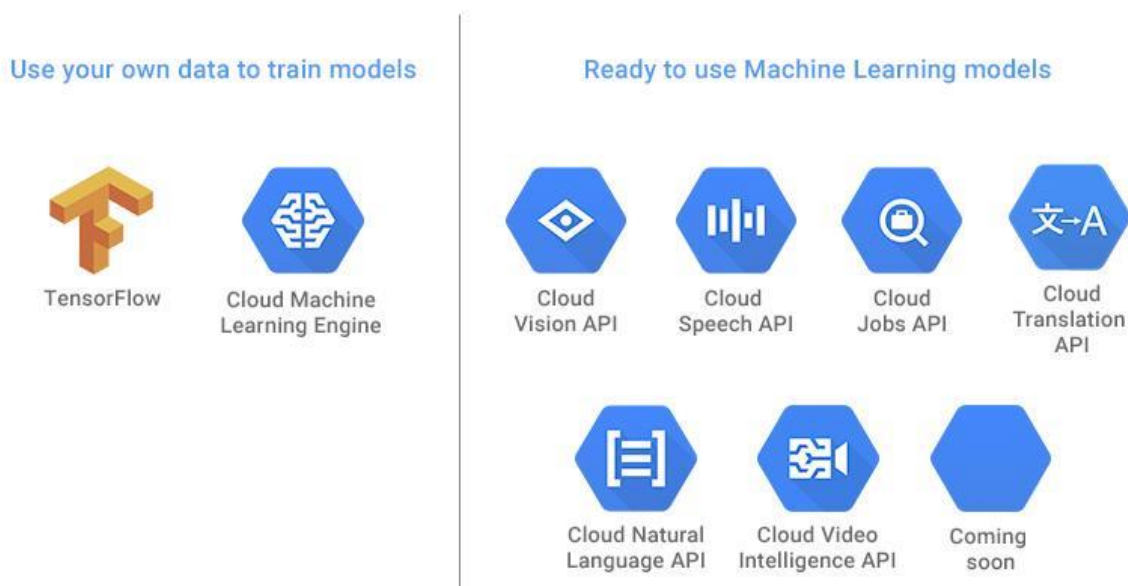 Use your own data to train models
Ready to use Machine Learning models
TensorFlow
Cloud Machine
Learning Engine
Cloud
Vision API
Cloud
Speech API
Cloud
Jobs API
文→A
Cloud
Translation
API
Cloud Natural
Language API
Cloud Video
Intelligence API
Coming
soon